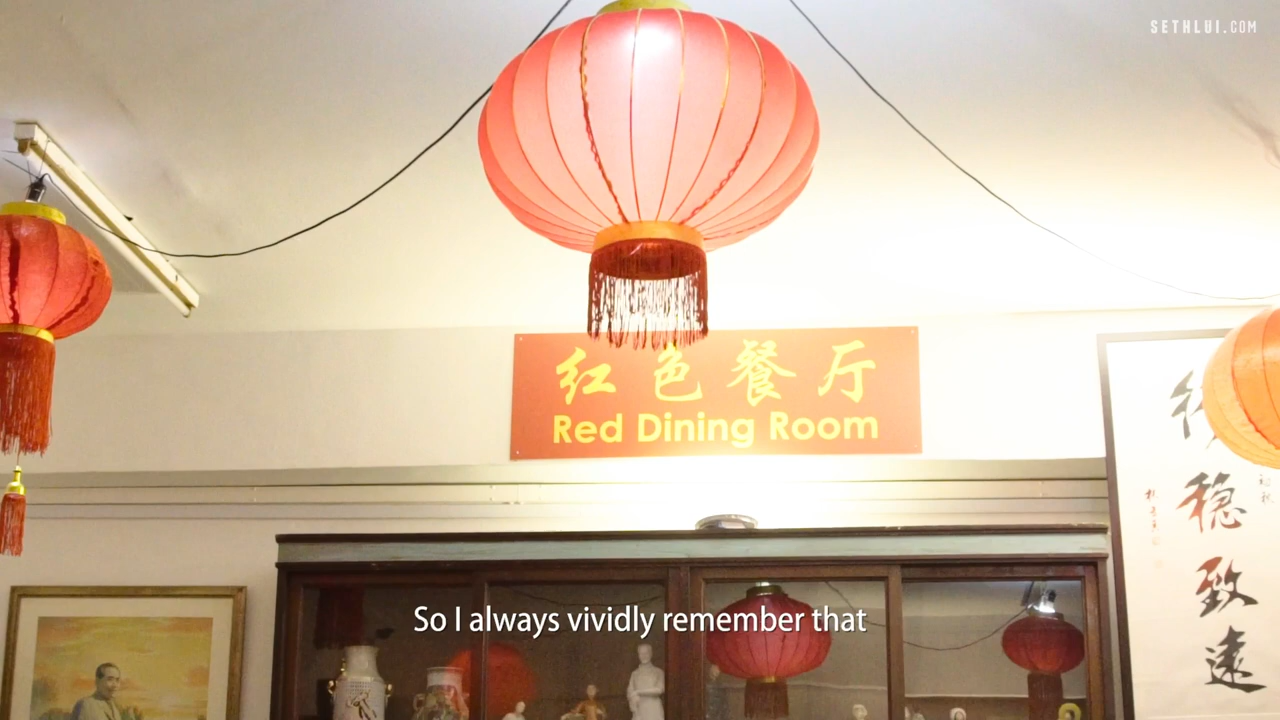 SETHLUI.COM
红色餐厅
Red Dining Room
稳致遠
So I always vividly remember that